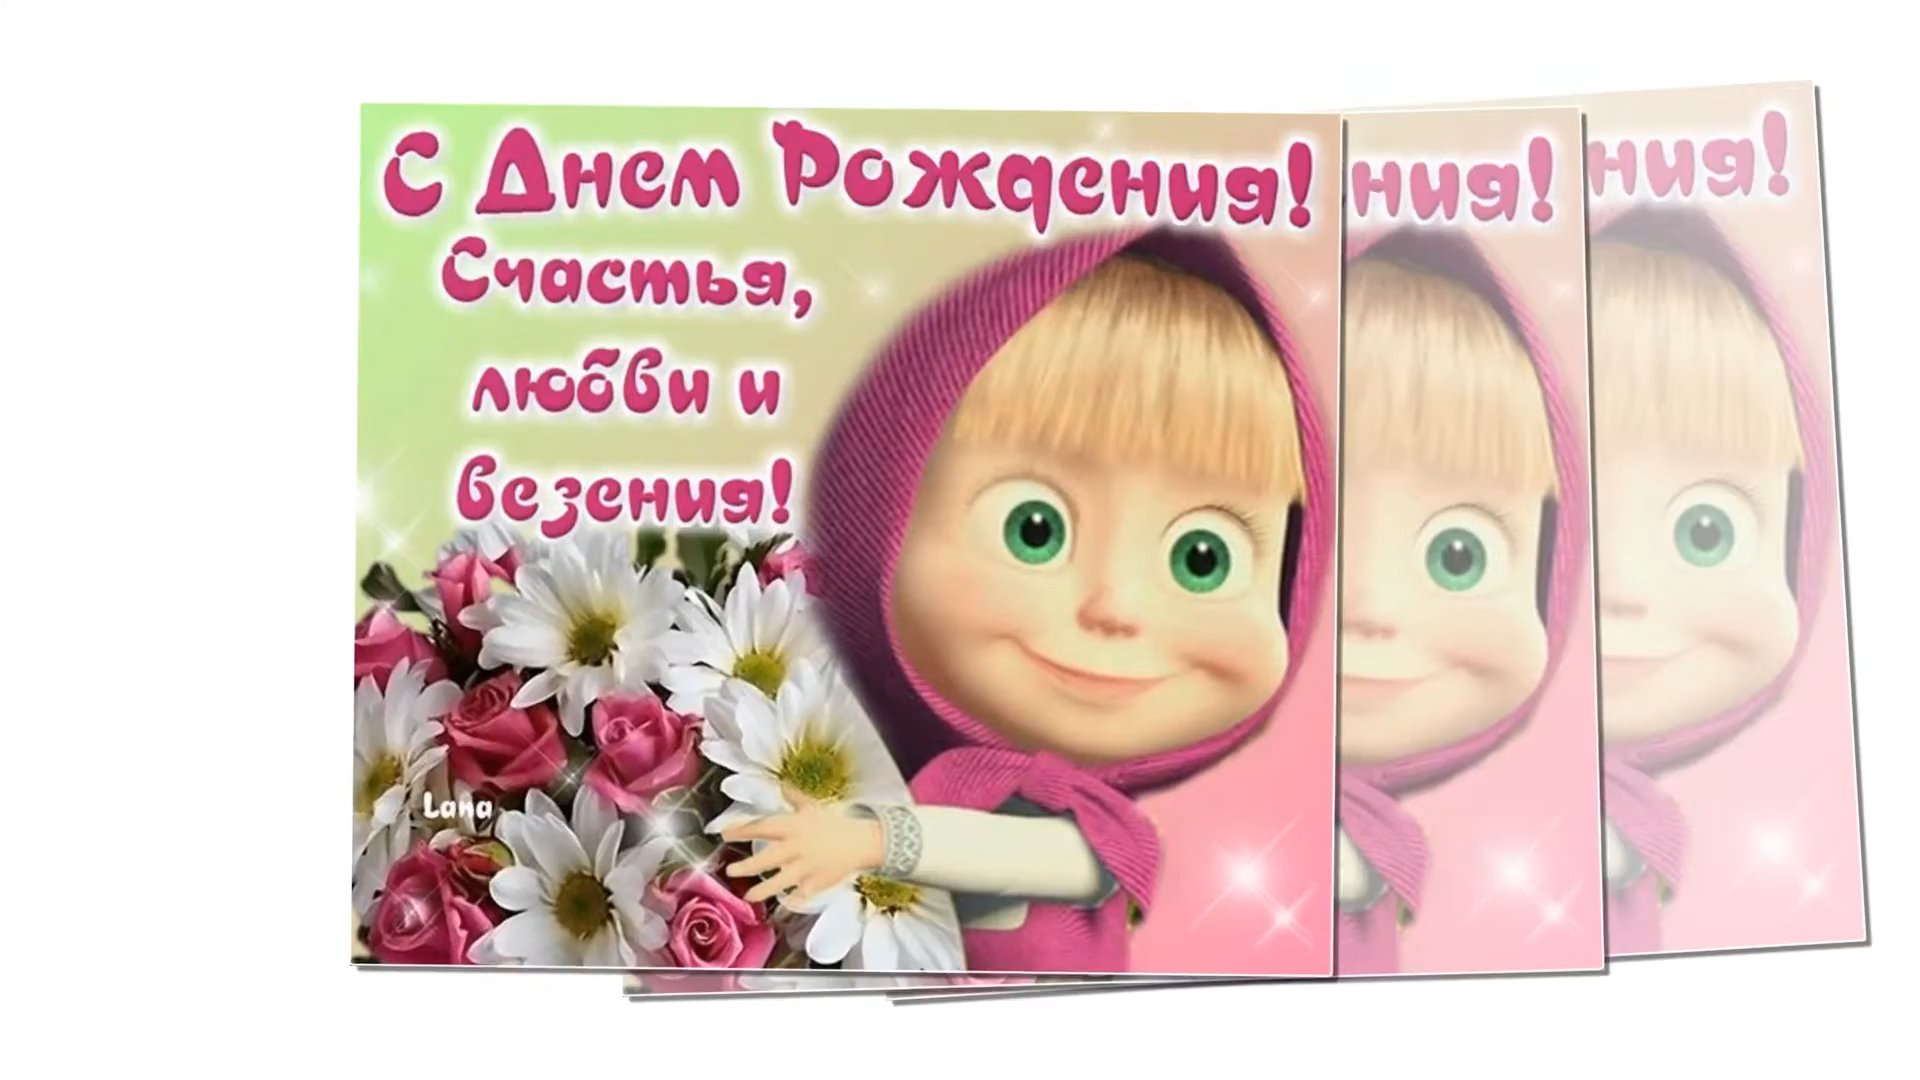 С Днем Рождения!
Счастья,
любви и
везения!
Lana
ния!
ния!